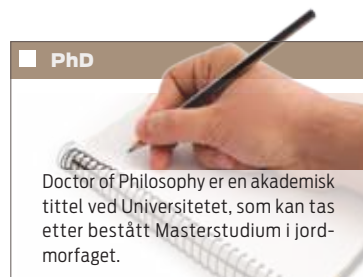 PhD
Doctor of Philosophy er en akademisk
tittel ved Universitetet, som kan tas
etter bestått Masterstudium i jord-
morfaget.